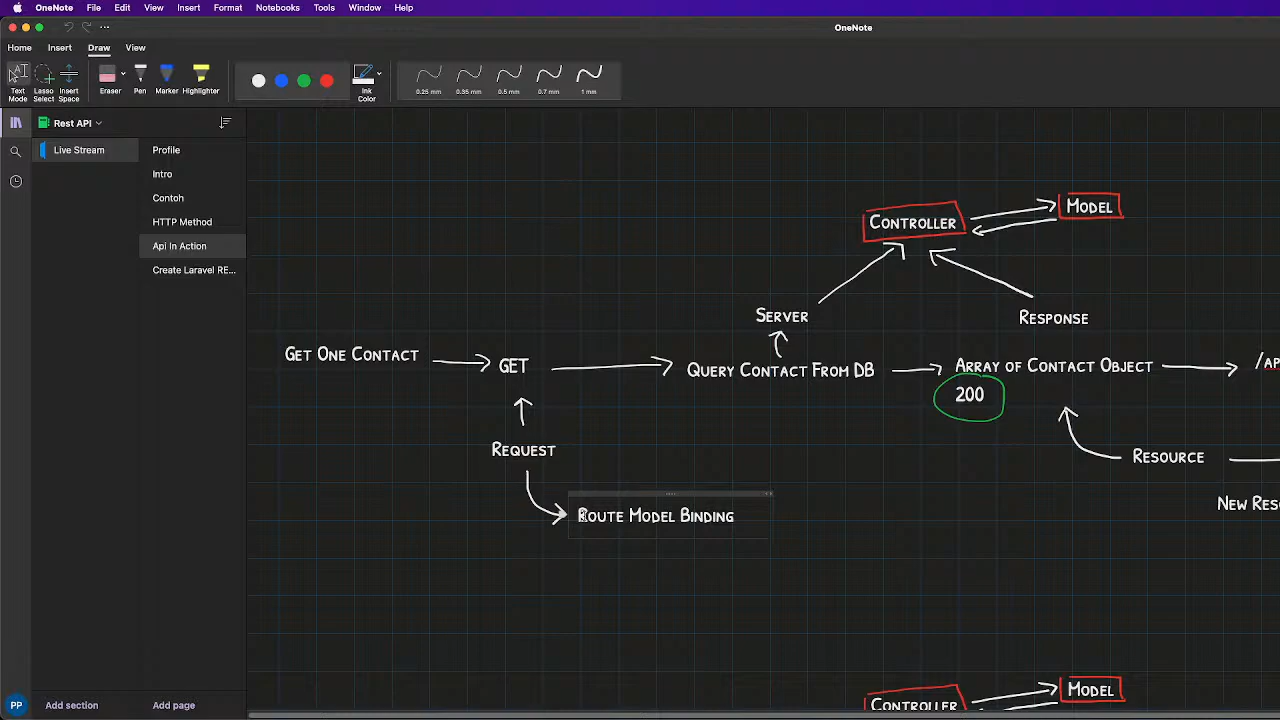 OneNote File Edit View Insert Format Notebooks Tools Window Help
OneNote
Home Insert Draw View
Text Mode
Lasso Select
Insert Space
Eraser
Pen
Marker
Highlighter
Ink Color
0.25 mm
0.35 mm
0.5 mm
0.7 mm
1 mm
Rest API
Live Stream
Profile
Intro
Contoh
HTTP Method
Api In Action
Create Laravel RE...
Model
Controller
Server
Response
Get One Contact
GET
Query Contact From DB
Array of Contact Object
/AP
200
Request
Resource
New Res
Route Model Binding
Model
Controller
PP
Add section
Add page